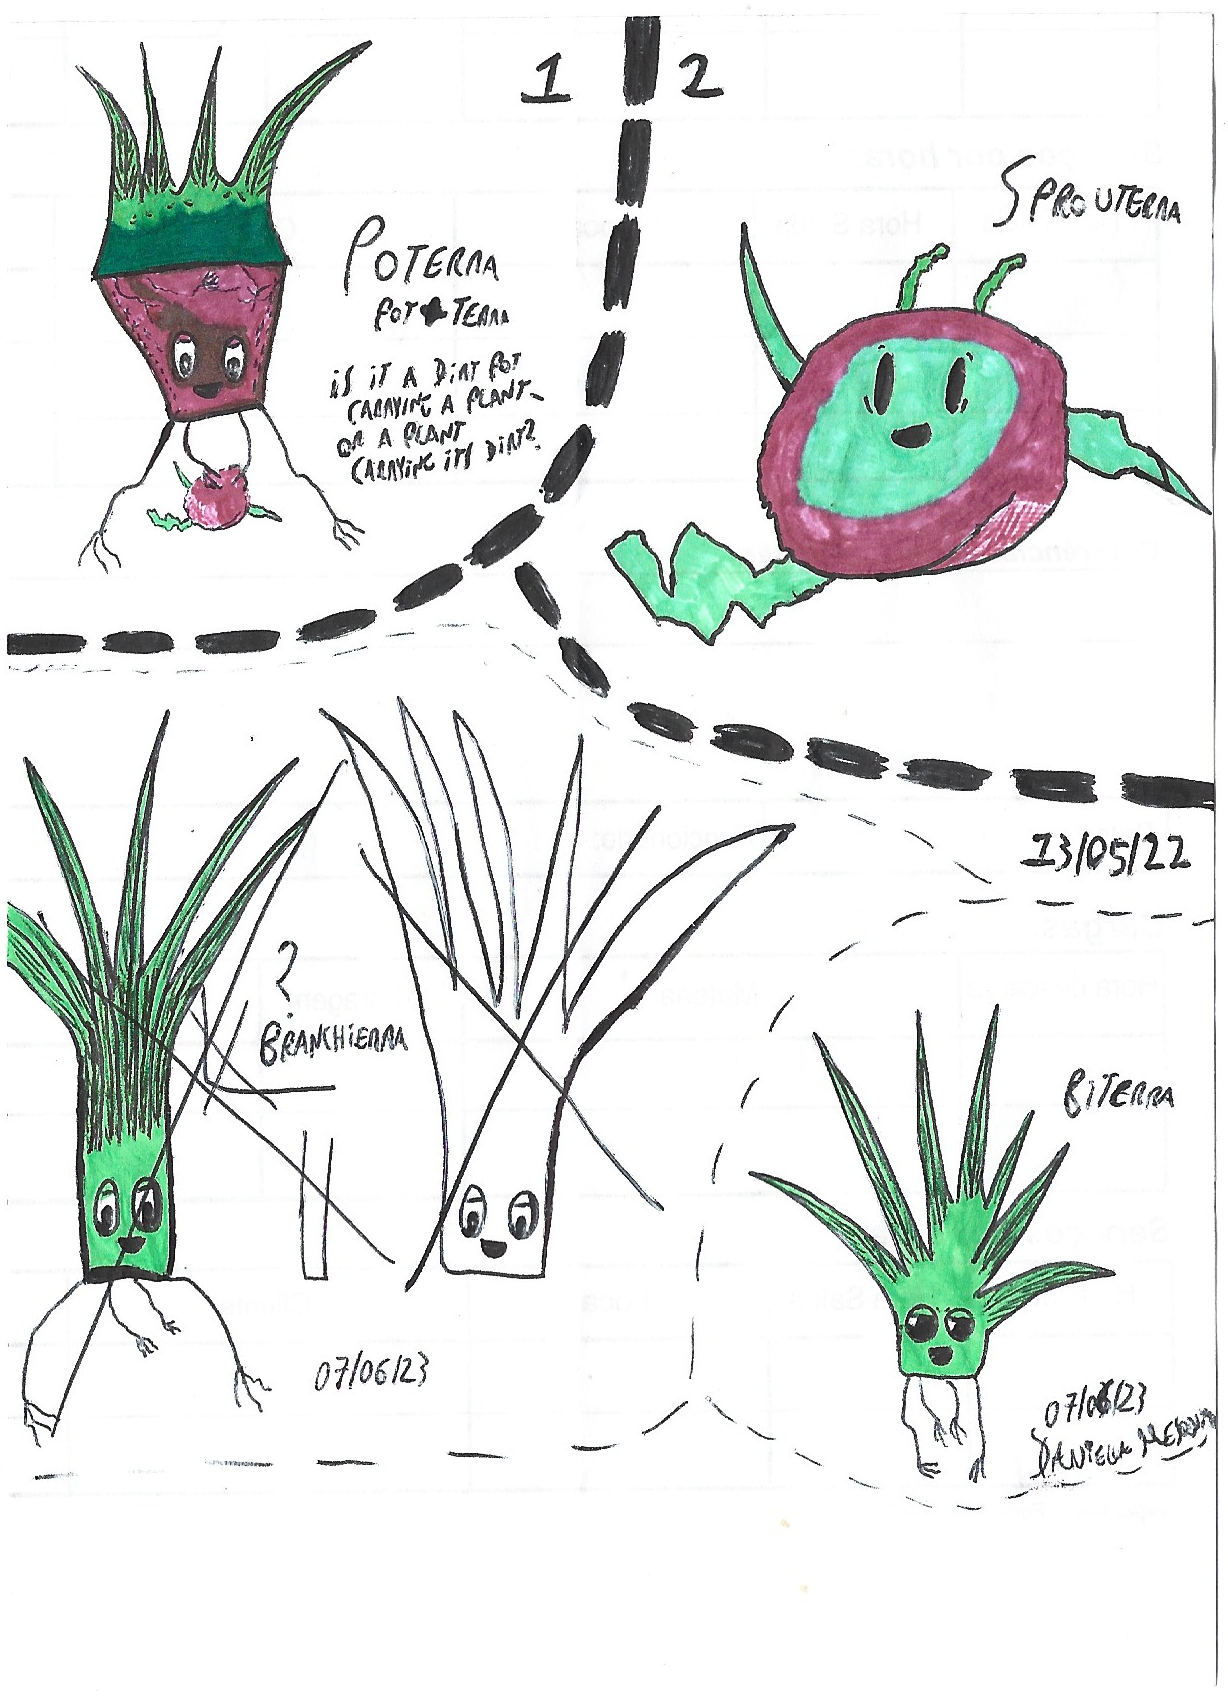 1
2
SPROUTERRA
POTERRA
POT + TERRA
iS iT A DiRT POT
CARRYiNG A PLANT
OR A PLANT
CARRYiNG iTS DiRT?
13/05/22
?
BRANCHIERRA
BiTERRA
07/06/23
07/06/23
DANiELA